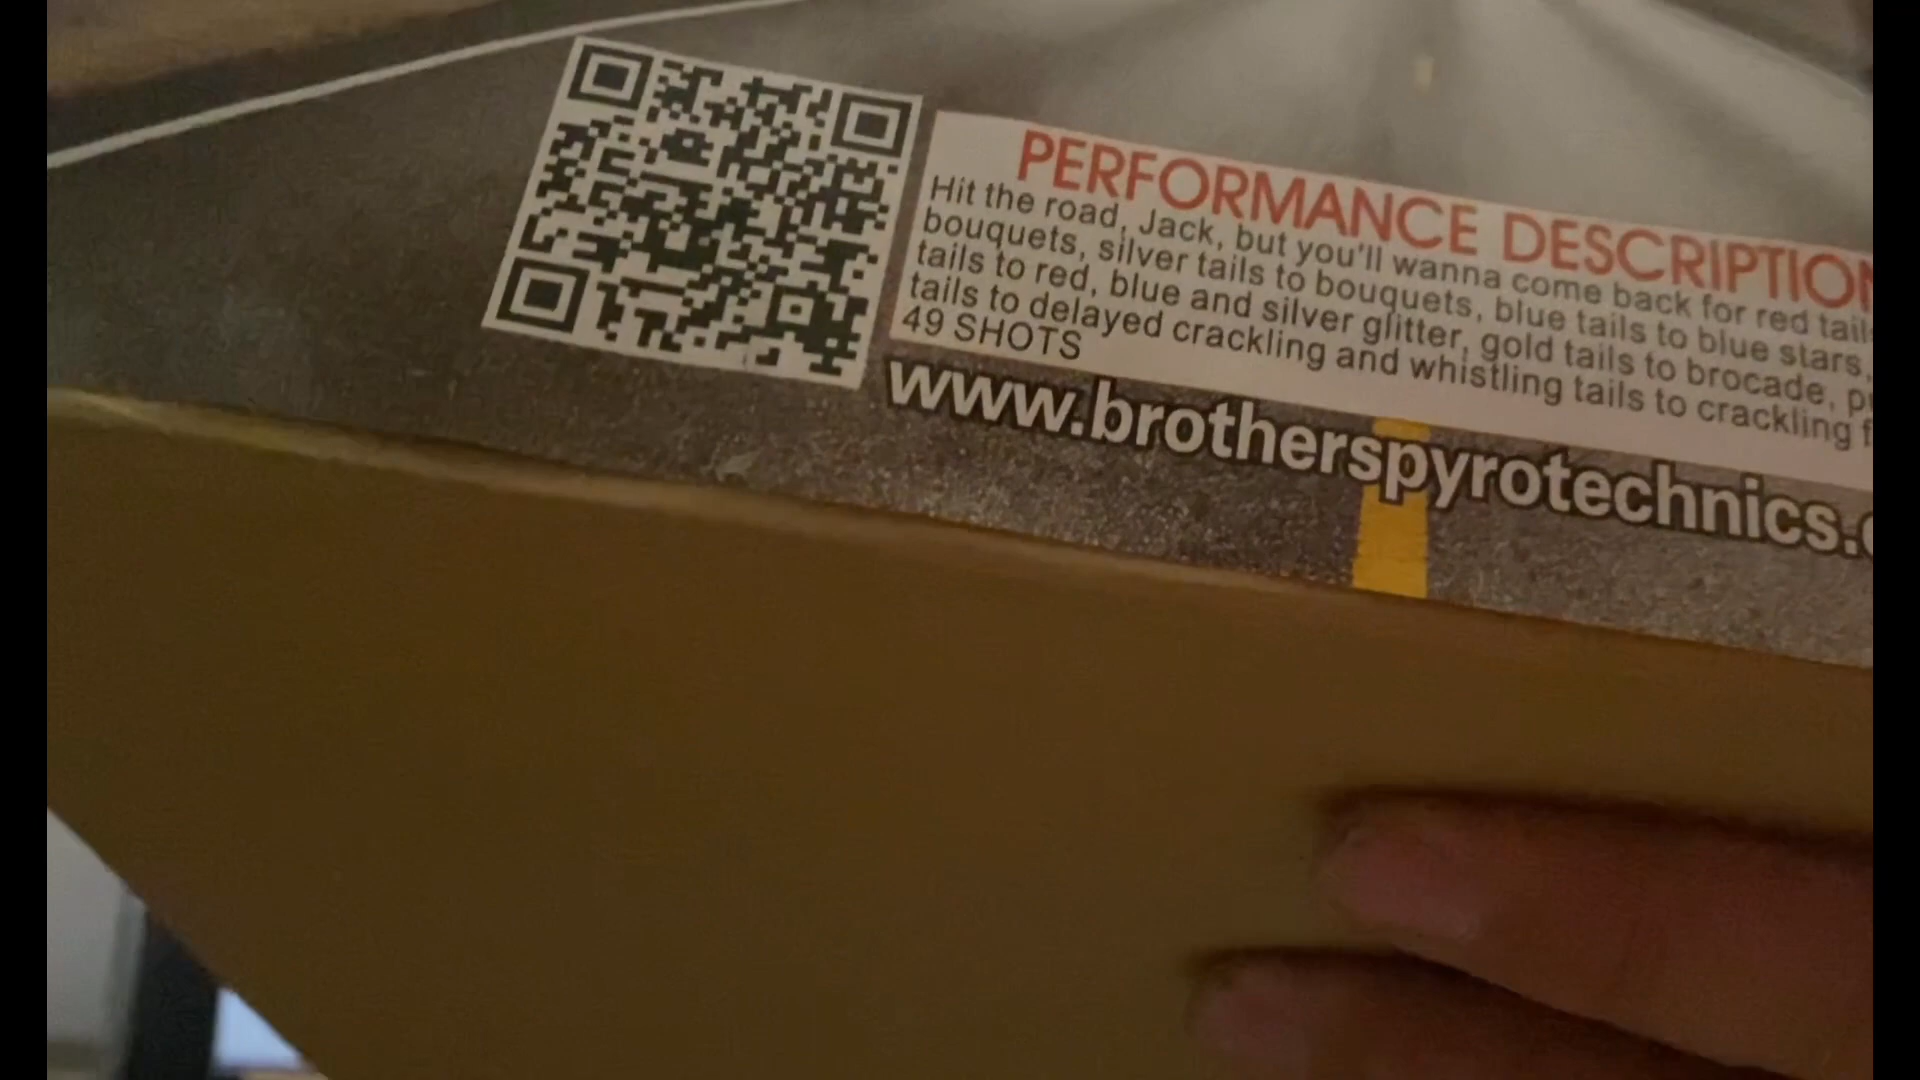 PERFORMANCE DESCRIPTION
Hit the road, Jack, but you'll wanna come back for red tail
bouquets, silver tails to bouquets, blue tails to blue stars,
tails to red, blue and silver glitter, gold tails to brocade,
tails to delayed crackling and whistling tails to crackling
49 SHOTS
www.brotherspyrotechnics.